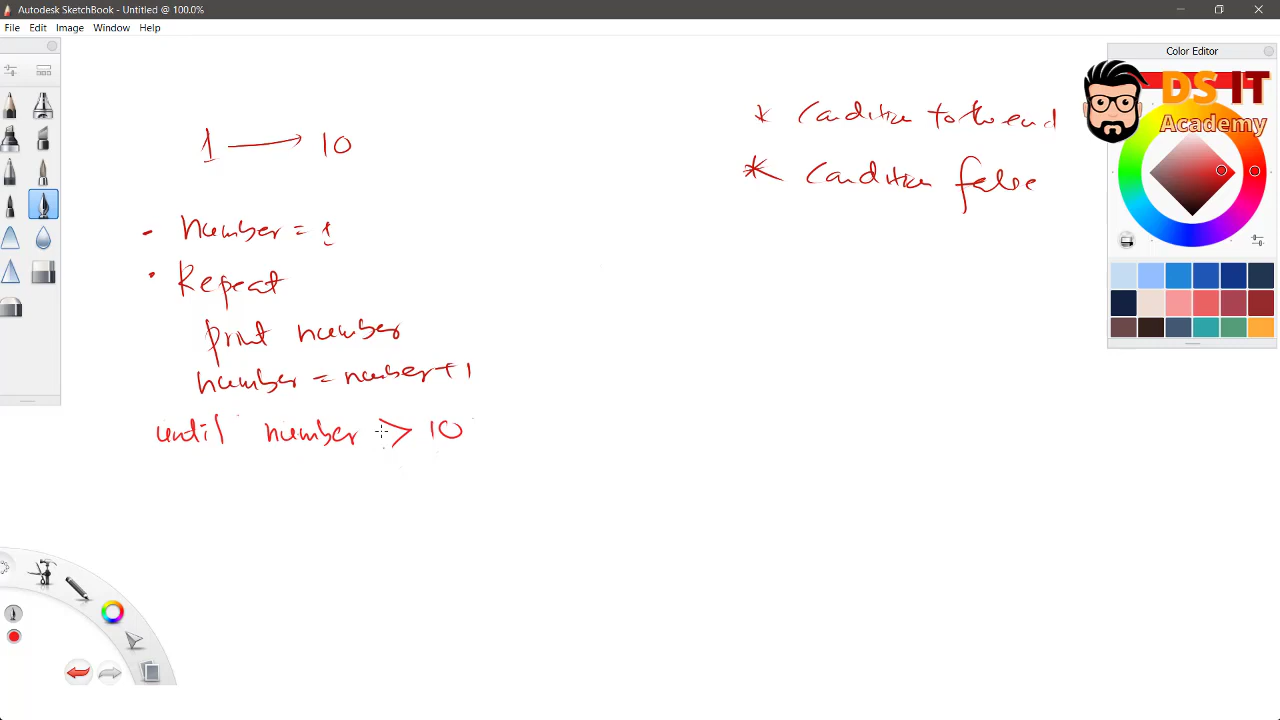 Autodesk SketchBook - Untitled @ 100.0%
File Edit Image Window Help
Color Editor
DS IT
Academy
* Condition to the end
* Condition false
1 → 10
• Number = 1
• Repeat
print number
number = number + 1
until number > 10